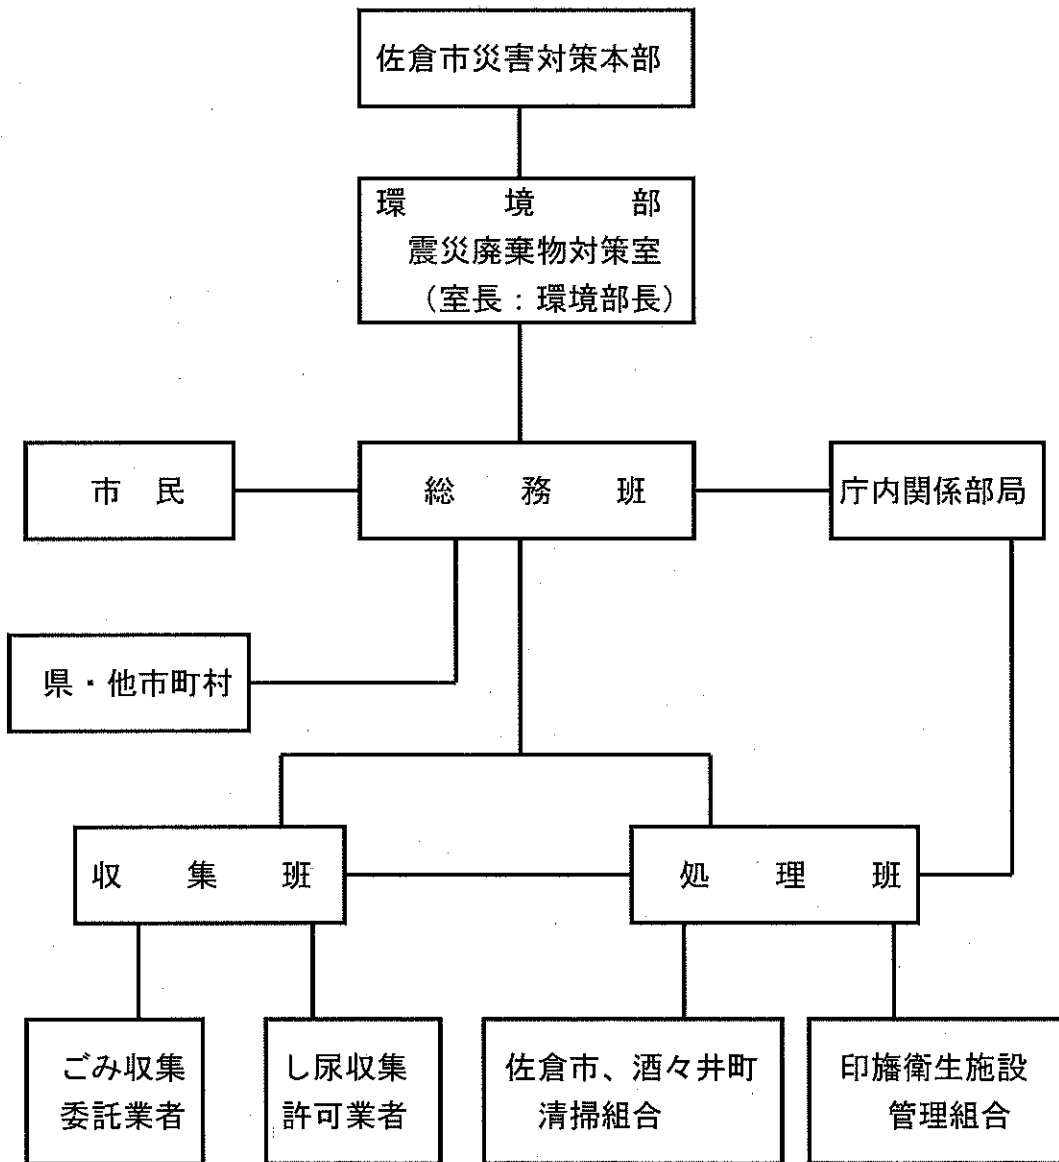 佐倉市災害対策本部
環境部
震災廃棄物対策室
（室長：環境部長）
市民
総務班
庁内関係部局
県・他市町村
収集班
処理班
ごみ収集
委託業者
し尿収集
許可業者
佐倉市、酒々井町
清掃組合
印旛衛生施設
管理組合